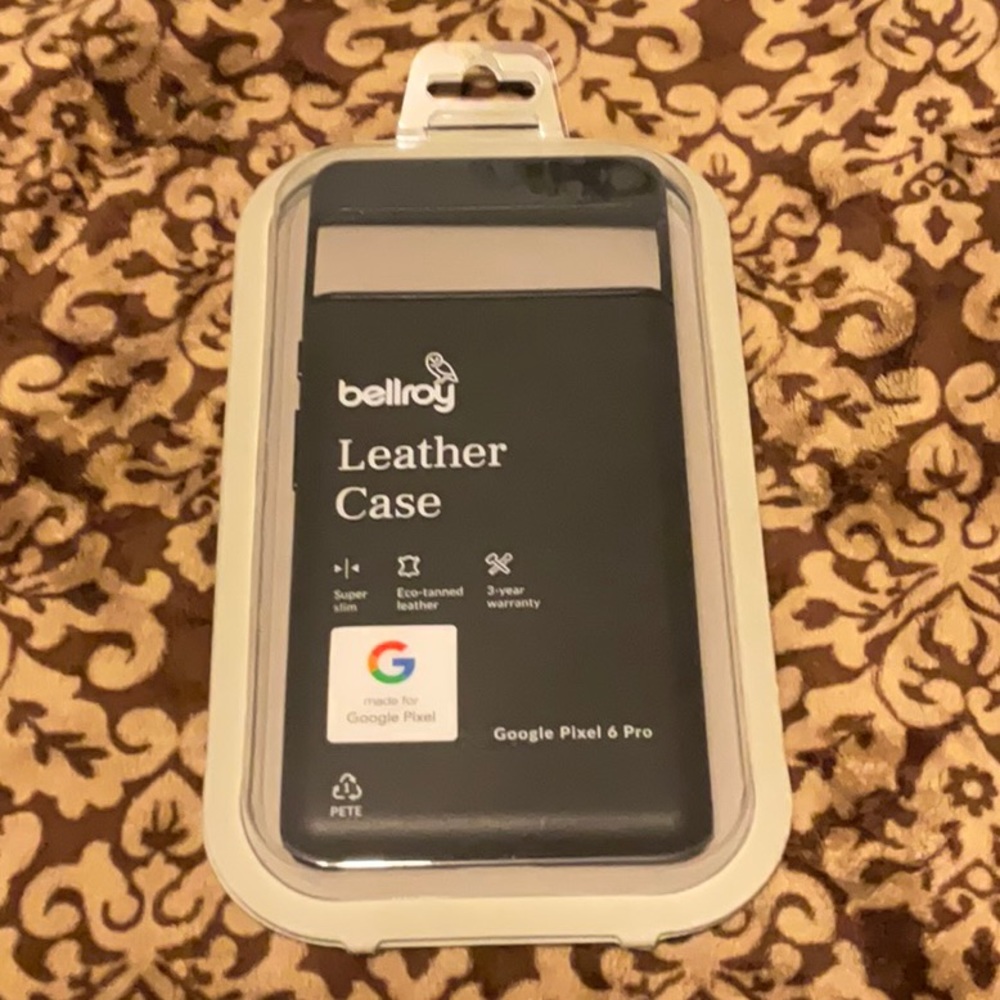 bellroy
Leather
Case
Super
slim
Eco-tanned
leather
3-year
warranty
G
made for
Google Pixel
Google Pixel 6 Pro
1
PETE